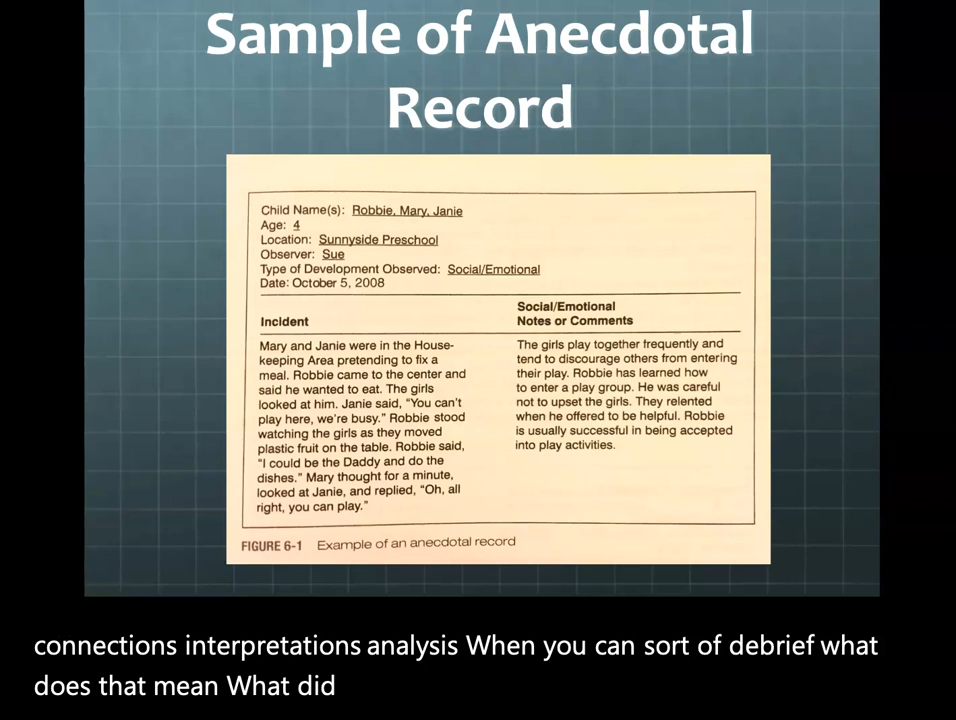 Sample of Anecdotal
Record
Child Name(s): Robbie, Mary, Janie
Age: 4
Location: Sunnyside Preschool
Observer: Sue
Type of Development Observed: Social/Emotional
Date: October 5, 2008
Incident
Social/Emotional
Notes or Comments
Mary and Janie were in the House-
keeping Area pretending to fix a
meal. Robbie came to the center and
said he wanted to eat. The girls
looked at him. Janie said, “You can’t
play here, we’re busy.” Robbie stood
watching the girls as they moved
plastic fruit on the table. Robbie said,
“I could be the Daddy and do the
dishes.” Mary thought for a minute,
looked at Janie, and replied, “Oh, all
right, you can play.”
The girls play together frequently and
tend to discourage others from entering
their play. Robbie has learned how
to enter a play group. He was careful
not to upset the girls. They relented
when he offered to be helpful. Robbie
is usually successful in being accepted
into play activities.
FIGURE 6-1 Example of an anecdotal record
connections interpretations analysis When you can sort of debrief what
does that mean What did